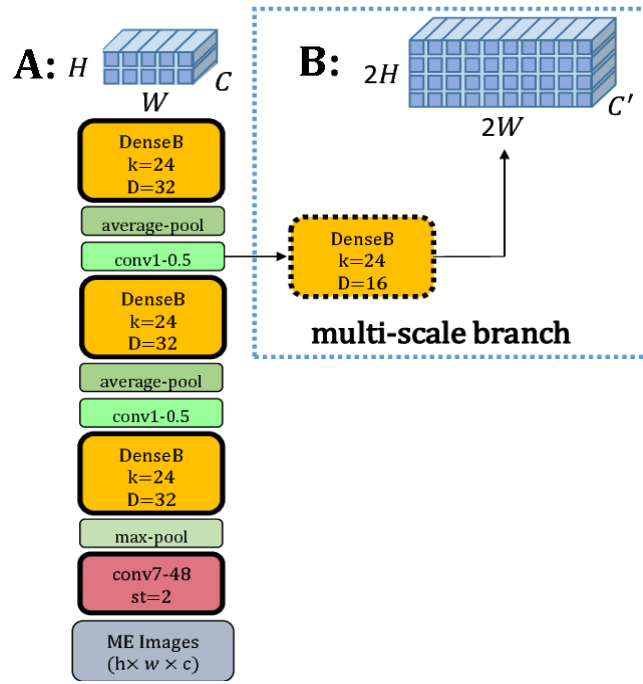 A:
H
W
C
DenseB
k=24
D=32
average-pool
conv1-0.5
DenseB
k=24
D=32
average-pool
conv1-0.5
DenseB
k=24
D=32
max-pool
conv7-48
st=2
ME Images
(h× w × c)
B:
2H
2W
C′
DenseB
k=24
D=16
multi-scale branch